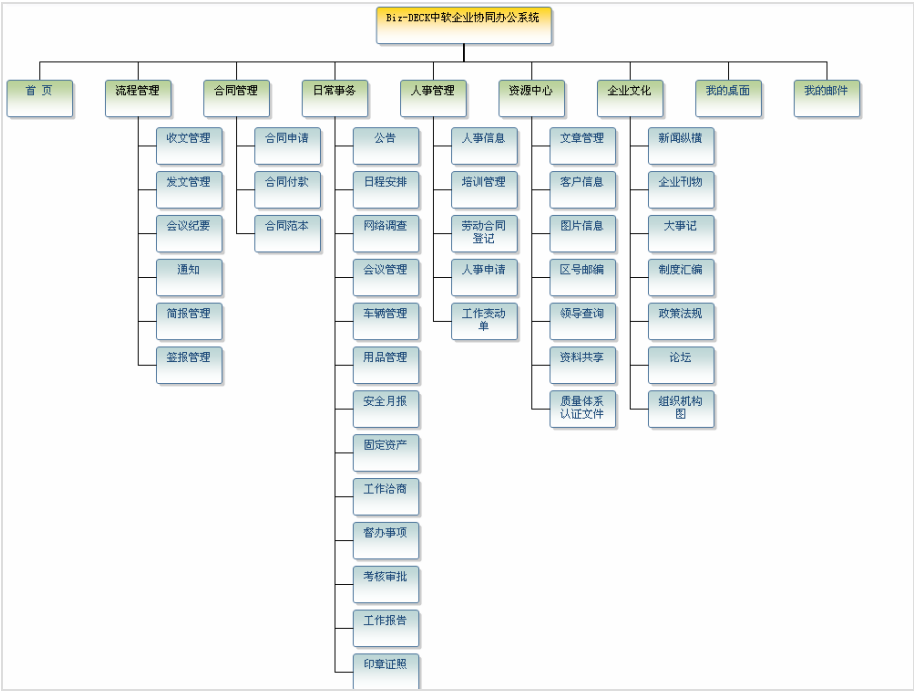 Biz-DECK中软企业协同办公系统
首 页
流程管理
合同管理
日常事务
人事管理
资源中心
企业文化
我的桌面
我的邮件
收文管理
发文管理
会议纪要
通知
简报管理
签报管理
合同申请
合同付款
合同范本
公告
日程安排
网络调查
会议管理
车辆管理
用品管理
安全月报
固定资产
工作洽商
督办事项
考核审批
工作报告
印章证照
人事信息
培训管理
劳动合同
登记
人事申请
工作变动
单
文章管理
客户信息
图片信息
区号邮编
领导查询
资料共享
质量体系
认证文件
新闻纵横
企业刊物
大事记
制度汇编
政策法规
论坛
组织机构
图